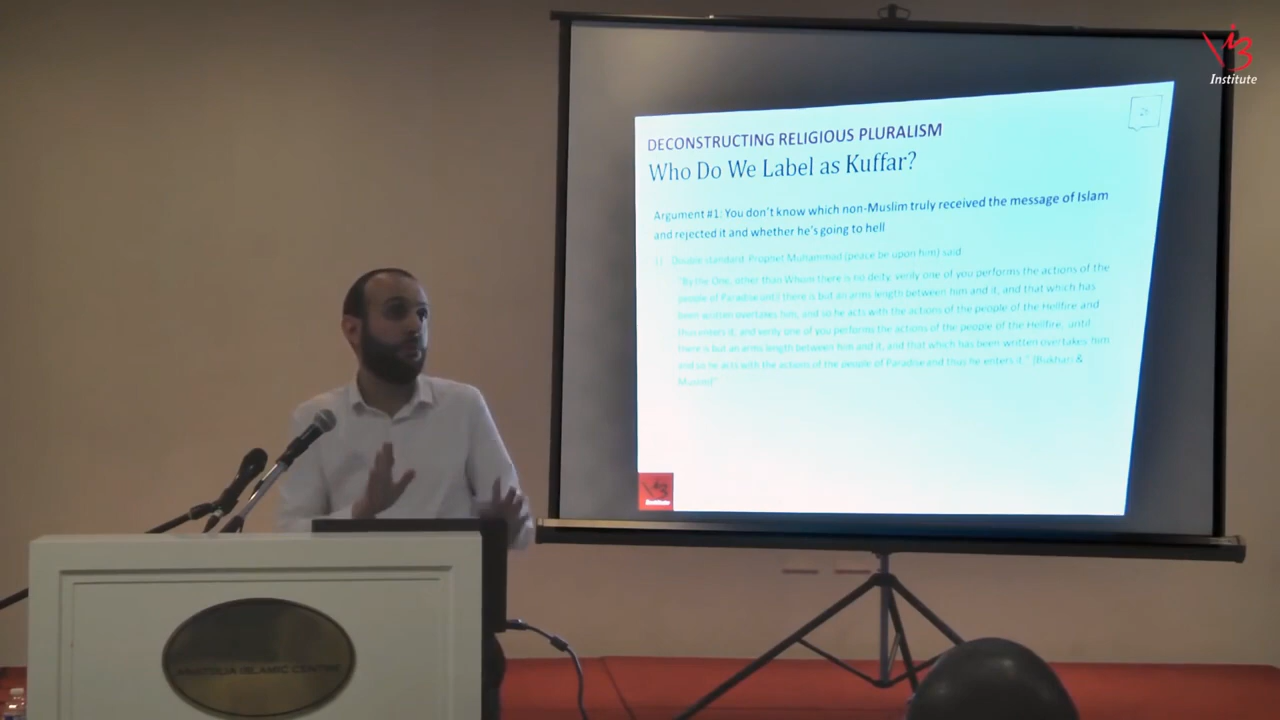 i3
Institute
DECONSTRUCTING RELIGIOUS PLURALISM
Who Do We Label as Kuffar?
Argument #1: You don't know which non-Muslim truly received the message of Islam
and rejected it and whether he's going to hell
1) Double standard. Prophet Muhammad (peace be upon him) said:
"By the One, other than Whom there is no deity, verily one of you performs the actions of the
people of Paradise until there is but an arms length between him and it, and that which has
been written overtakes him, and so he acts with the actions of the people of the Hellfire and
thus enters it; and verily one of you performs the actions of the people of the Hellfire, until
there is but an arms length between him and it, and that which has been written overtakes him
and so he acts with the actions of the people of Paradise and thus he enters it." (Bukhari &
Muslim)"
i3
Institute
ANATOLIA ISLAMIC CENTRE